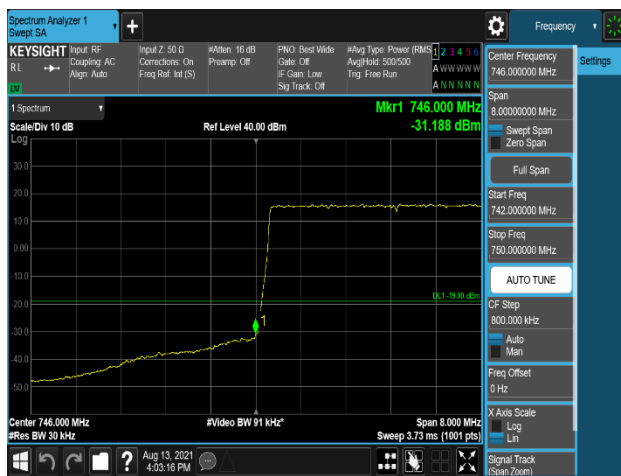 Spectrum Analyzer 1
Swept SA
Frequency
KEYSIGHT
RL
Input: RF
Coupling: AC
Align: Auto
Input Z: 50 Ω
Corrections: On
Freq Ref: Int (S)
#Atten: 16 dB
Preamp: Off
PNO: Best Wide
Gate: Off
IF Gain: Low
Sig Track: Off
#Avg Type: Power (RMS
Avg|Hold: 500/500
Trig: Free Run
1 2 3 4 5 6
A W W W W W
A N N N N N
1 Spectrum
Scale/Div 10 dB
Log
Ref Level 40.00 dBm
Mkr1 746.000 MHz
-31.188 dBm
30.0
20.0
10.0
0.00
-10.0
-20.0
-30.0
-40.0
-50.0
DL1 -19.00 dBm
1
Center 746.000 MHz
#Res BW 30 kHz
#Video BW 91 kHz*
Span 8.000 MHz
Sweep 3.73 ms (1001 pts)
Aug 13, 2021
4:03:16 PM
?
Center Frequency
746.000000 MHz
Settings
Span
8.00000000 MHz
Swept Span
Zero Span
Full Span
Start Freq
742.000000 MHz
Stop Freq
750.000000 MHz
AUTO TUNE
CF Step
800.000 kHz
Auto
Man
Freq Offset
0 Hz
X Axis Scale
Log
Lin
Signal Track
(Span Zoom)